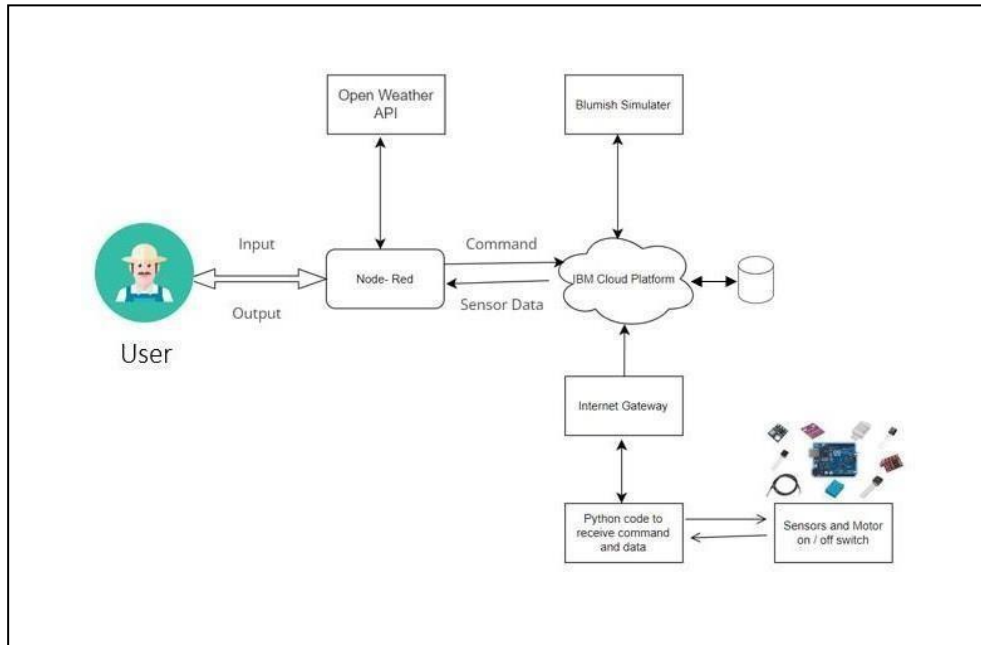 Open Weather
API
Blumish Simulater
Input
Command
Node- Red
IBM Cloud Platform
Output
Sensor Data
User
Internet Gateway
Python code to
receive command
and data
Sensors and Motor
on / off switch